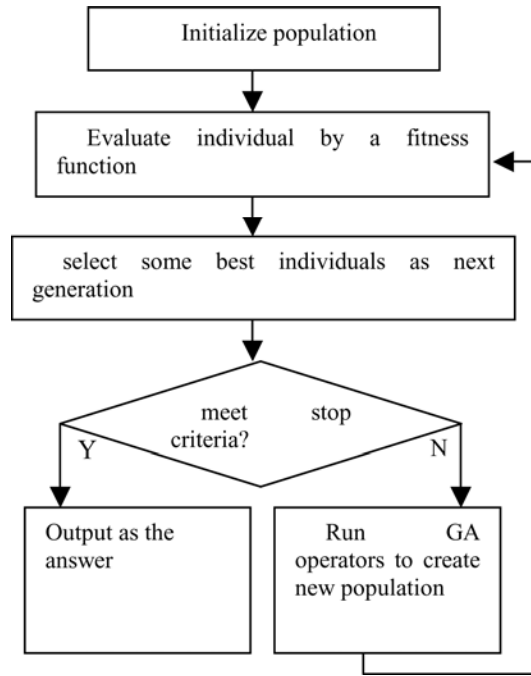 Initialize population
Evaluate individual by a fitness
function
select some best individuals as next
generation
meet stop
criteria?
Y
N
Output as the
answer
Run GA
operators to create
new population